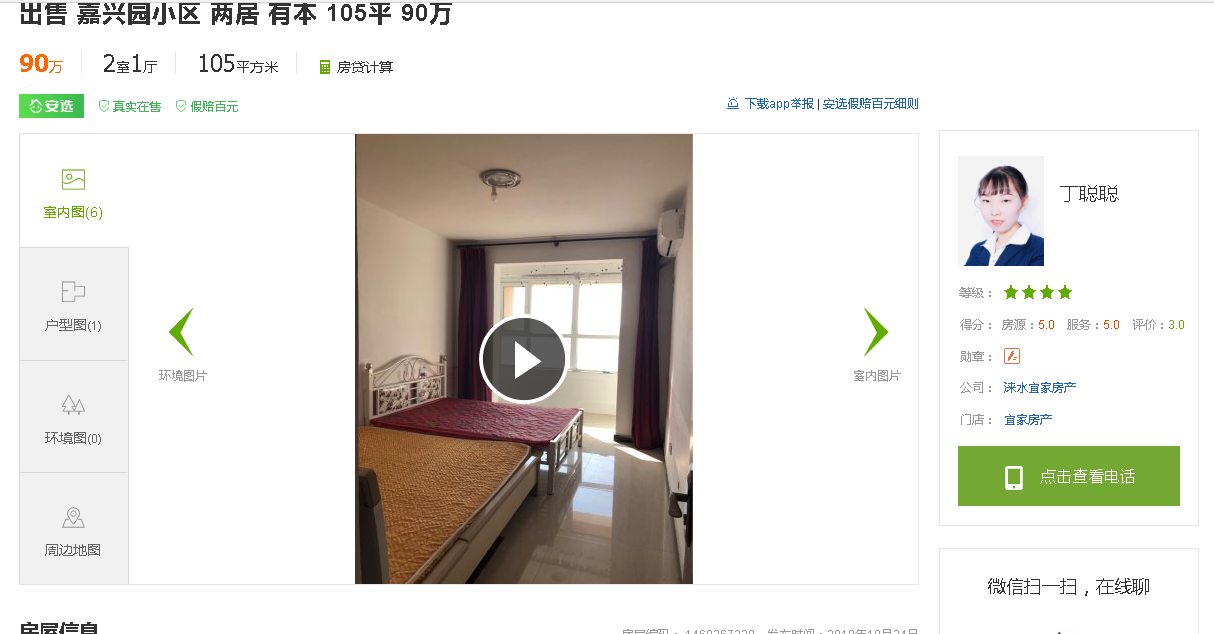 出售 嘉兴园小区 两居 有本 105平 90万
90万 2室1厅 105平方米 房贷计算
安选 真实在售 假赔百元
下载app举报 | 安选假赔百元细则
室内图(6)
户型图(1)
环境图(0)
周边地图
环境图片
室内图片
丁聪聪
等级：
得分： 房源：5.0 服务：5.0 评价：3.0
勋章：
公司： 涞水宜家房产
门店： 宜家房产
点击查看电话
微信扫一扫，在线聊
房屋信息